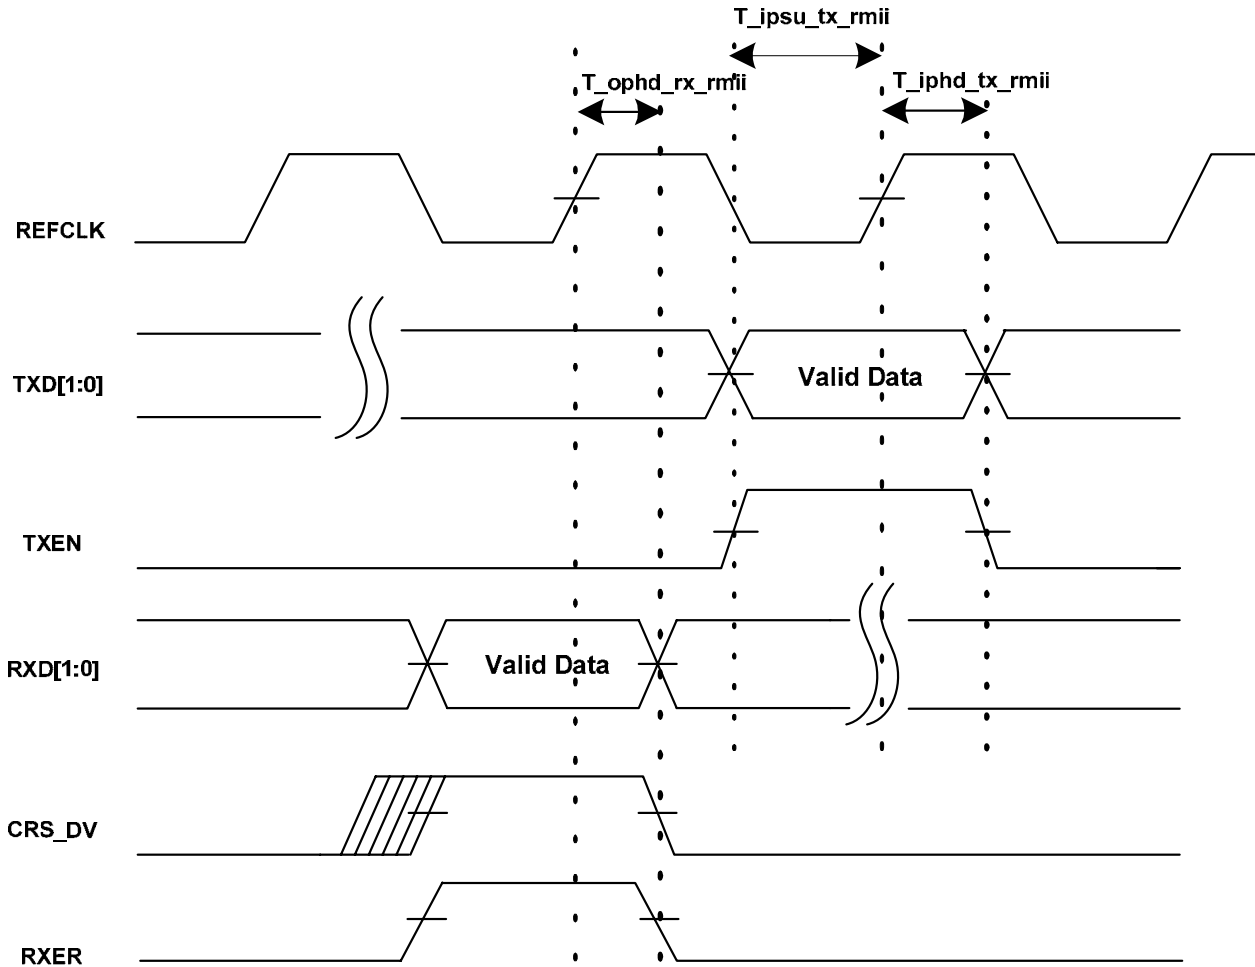 T_ipsu_tx_rmii
T_ophd_rx_rmii
T_iphd_tx_rmii
REFCLK
TXD[1:0]
Valid Data
TXEN
RXD[1:0]
Valid Data
CRS_DV
RXER